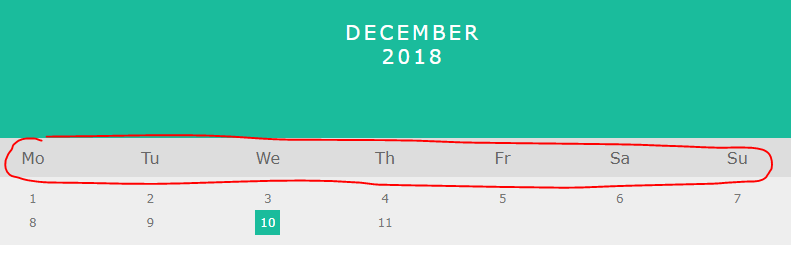 DECEMBER
2018
Mo Tu We Th Fr Sa Su
1 2 3 4 5 6 7
8 9 10 11